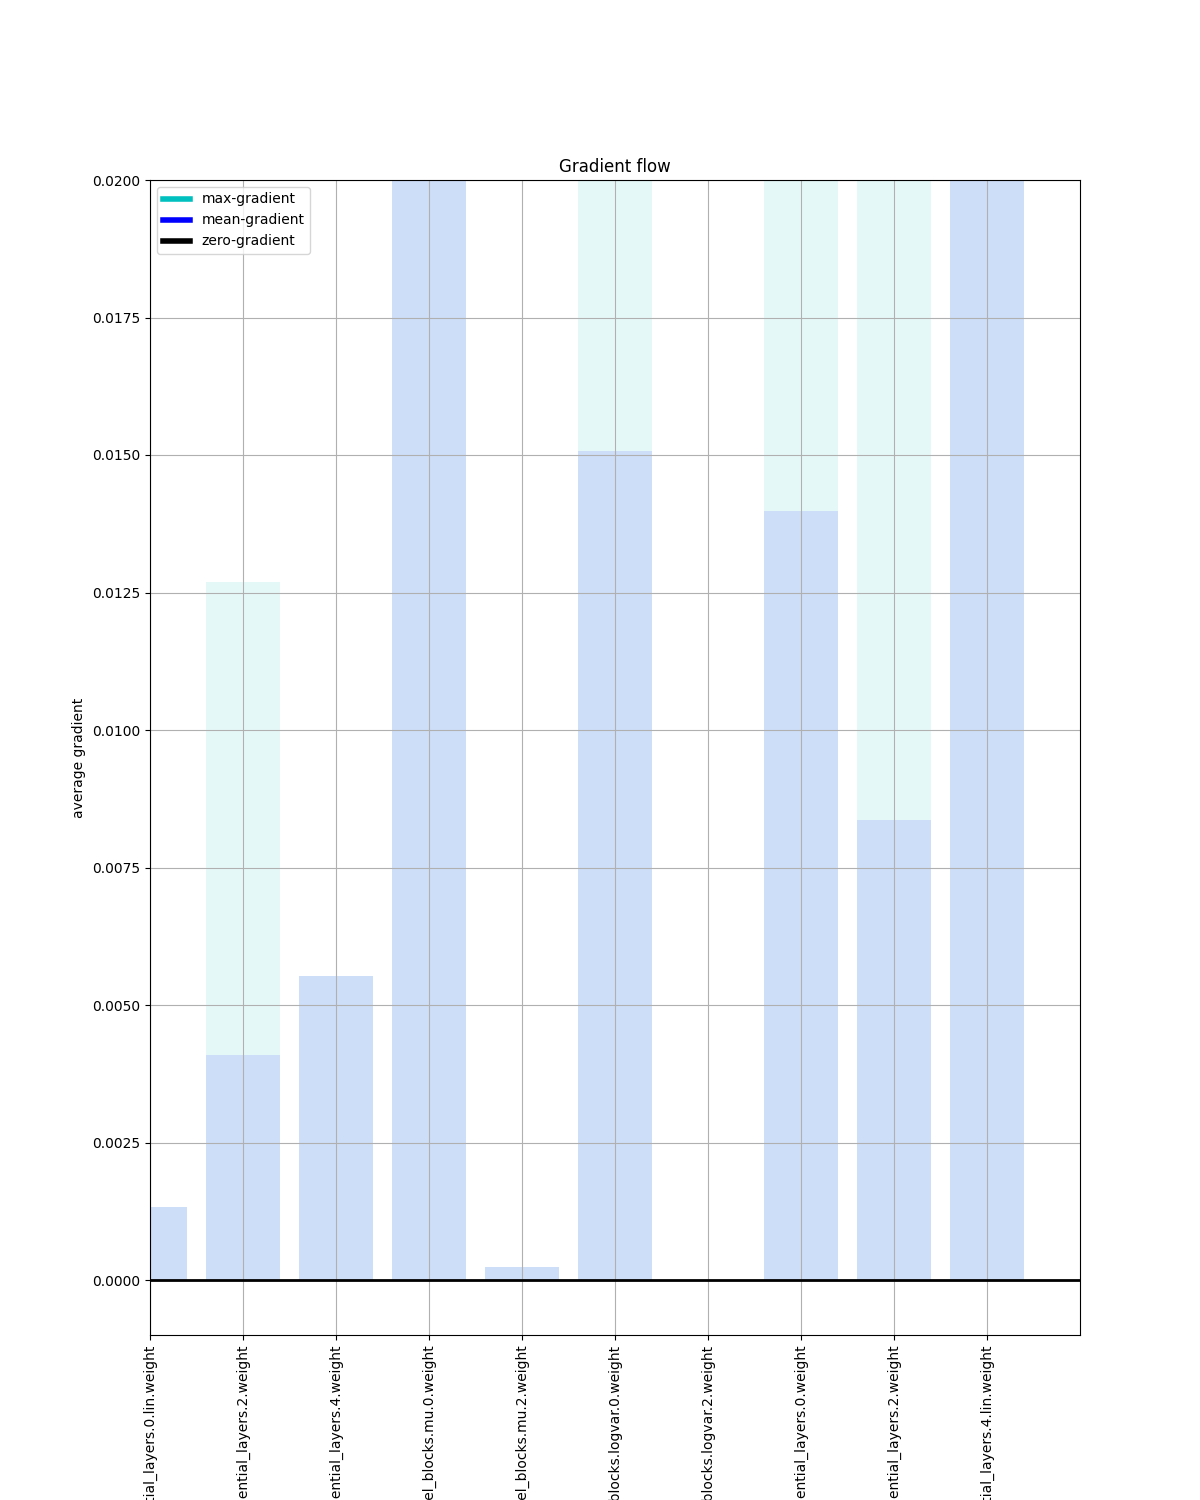 Gradient flow
max-gradient
mean-gradient
zero-gradient
0.0200
0.0175
0.0150
0.0125
0.0100
0.0075
0.0050
0.0025
0.0000
average gradient
tial_layers.0.lin.weight
ential_layers.2.weight
ential_layers.4.weight
el_blocks.mu.0.weight
el_blocks.mu.2.weight
blocks.logvar.0.weight
blocks.logvar.2.weight
ential_layers.0.weight
ential_layers.2.weight
tial_layers.4.lin.weight